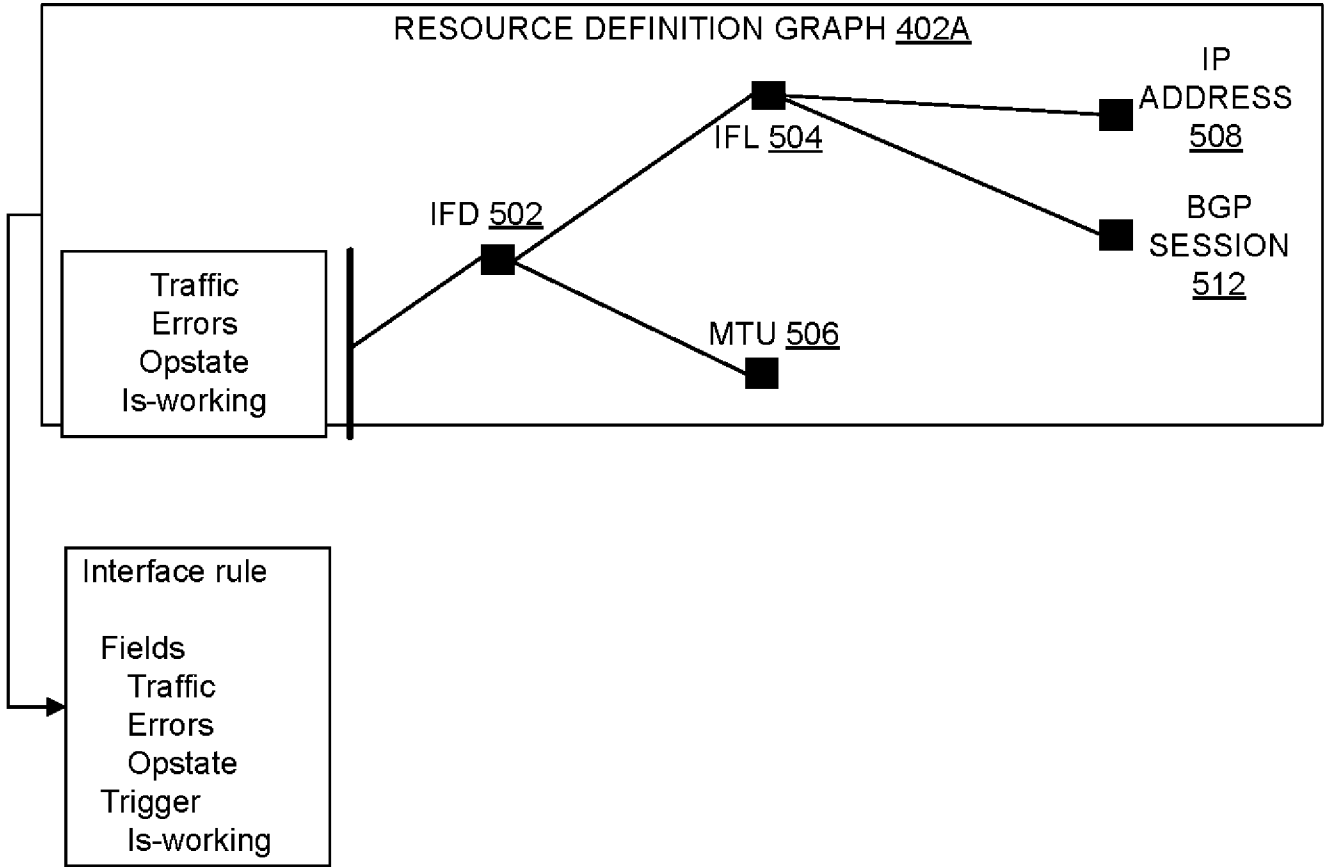 RESOURCE DEFINITION GRAPH 402A
IP
ADDRESS
508
IFL 504
BGP
SESSION
512
IFD 502
MTU 506
Traffic
Errors
Opstate
Is-working
Interface rule
Fields
Traffic
Errors
Opstate
Trigger
Is-working